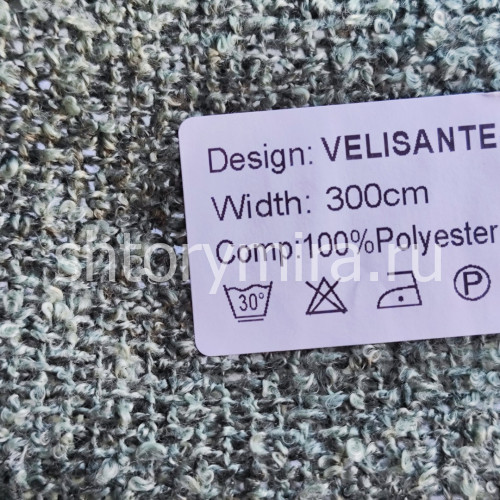 Design: VELISANTE
Width: 300cm
Comp:100%Polyester
shtorymira.ru
30°
P